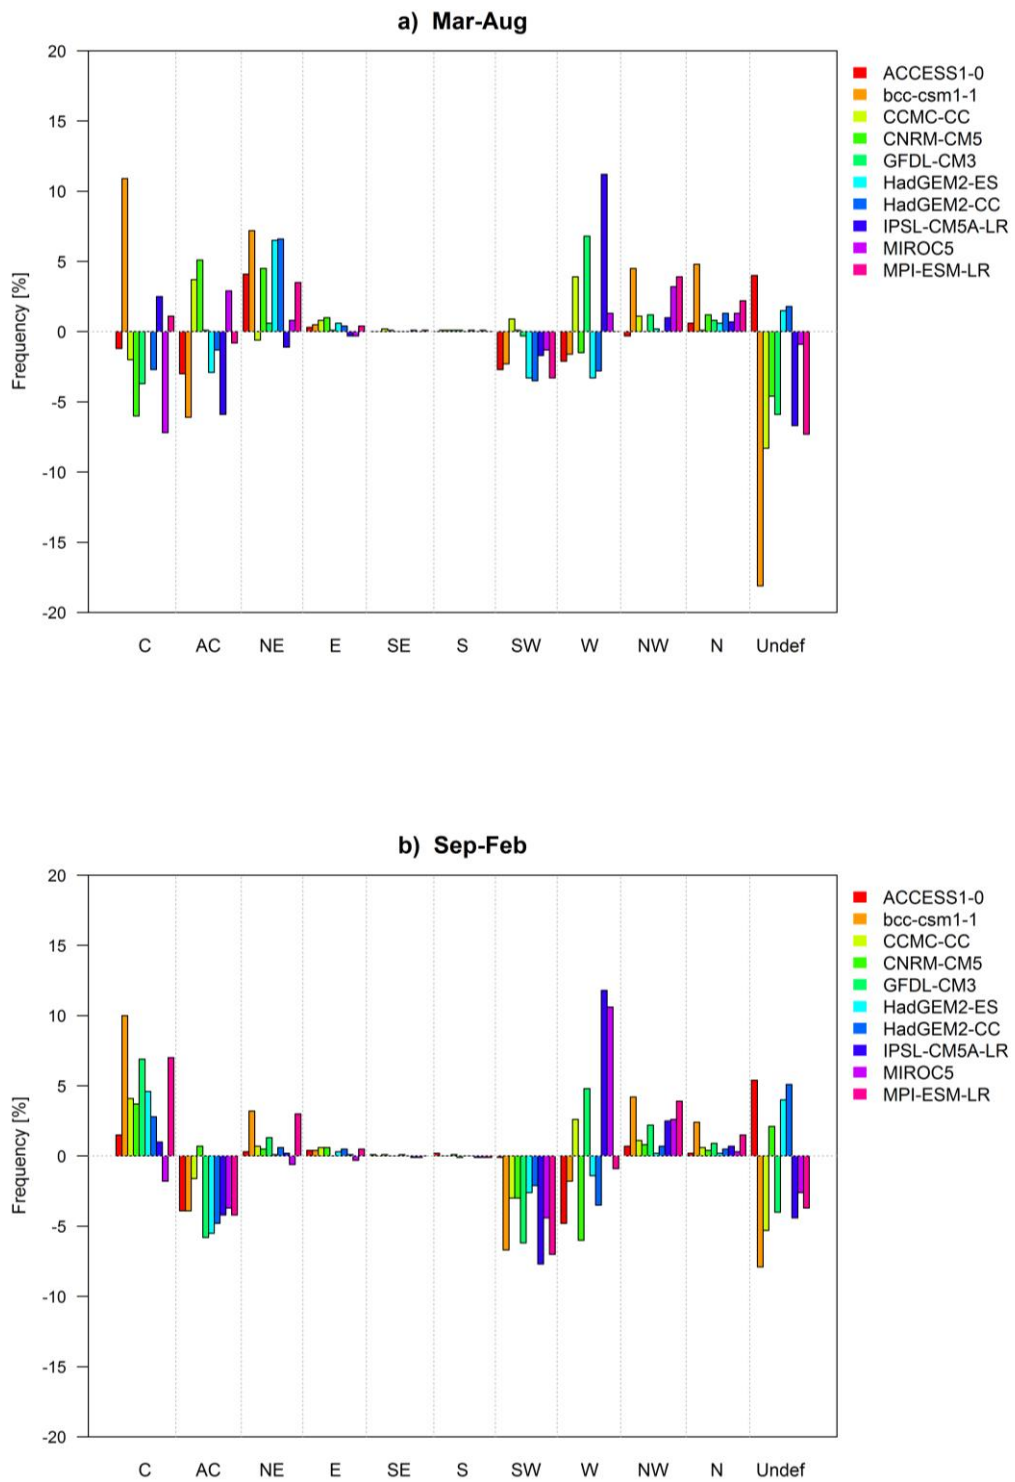 a)  Mar-Aug
20
15
10
5
0
-5
-10
-15
-20
Frequency [%]
C AC NE E SE S SW W NW N Undef
ACCESS1-0
bcc-csm1-1
CCMC-CC
CNRM-CM5
GFDL-CM3
HadGEM2-ES
HadGEM2-CC
IPSL-CM5A-LR
MIROC5
MPI-ESM-LR
b)  Sep-Feb
20
15
10
5
0
-5
-10
-15
-20
Frequency [%]
C AC NE E SE S SW W NW N Undef
ACCESS1-0
bcc-csm1-1
CCMC-CC
CNRM-CM5
GFDL-CM3
HadGEM2-ES
HadGEM2-CC
IPSL-CM5A-LR
MIROC5
MPI-ESM-LR